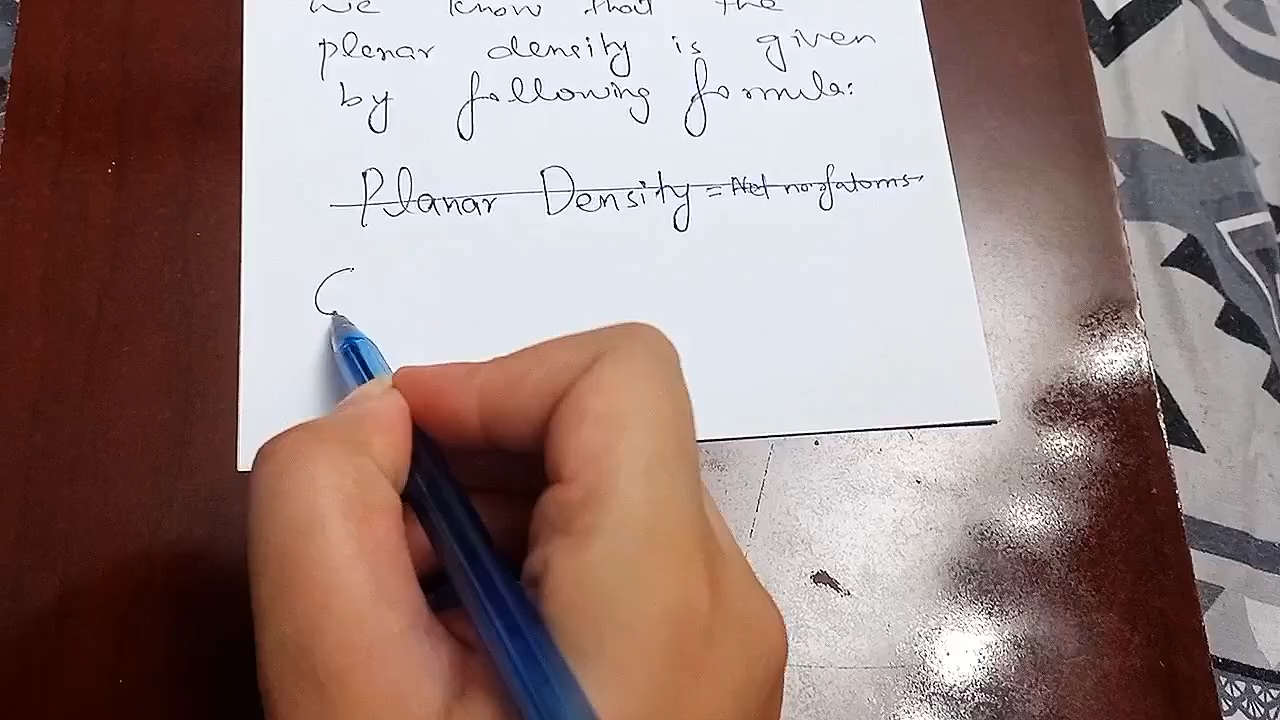 We know that the
planar density is given
by following formula:
Planar Density = Net no of atoms
C